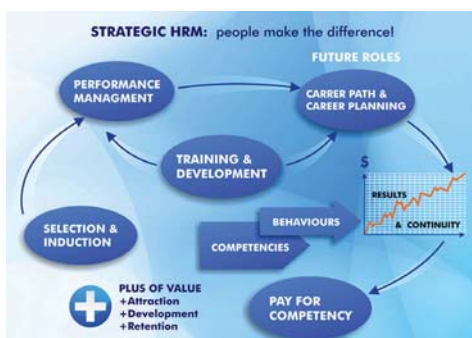 STRATEGIC HRM: people make the difference!
FUTURE ROLES
PERFORMANCE
MANAGMENT
CARRER PATH &
CAREER PLANNING
TRAINING &
DEVELOPMENT
$
RESULTS
& CONTINUITY
SELECTION &
INDUCTION
BEHAVIOURS
COMPETENCIES
PLUS OF VALUE
+Attraction
+Development
+Retention
PAY FOR
COMPETENCY